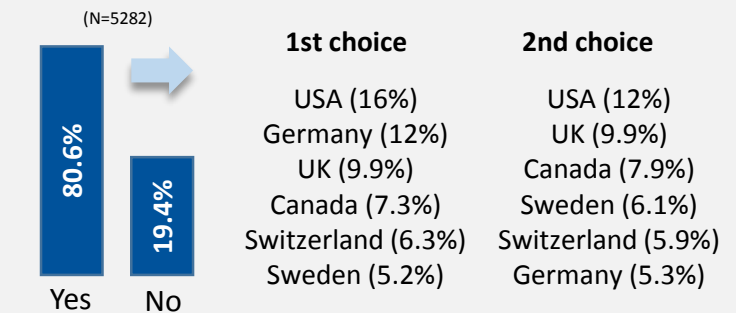 (N=5282)
80.6%
19.4%
Yes
No
1st choice
USA (16%)
Germany (12%)
UK (9.9%)
Canada (7.3%)
Switzerland (6.3%)
Sweden (5.2%)
2nd choice
USA (12%)
UK (9.9%)
Canada (7.9%)
Sweden (6.1%)
Switzerland (5.9%)
Germany (5.3%)